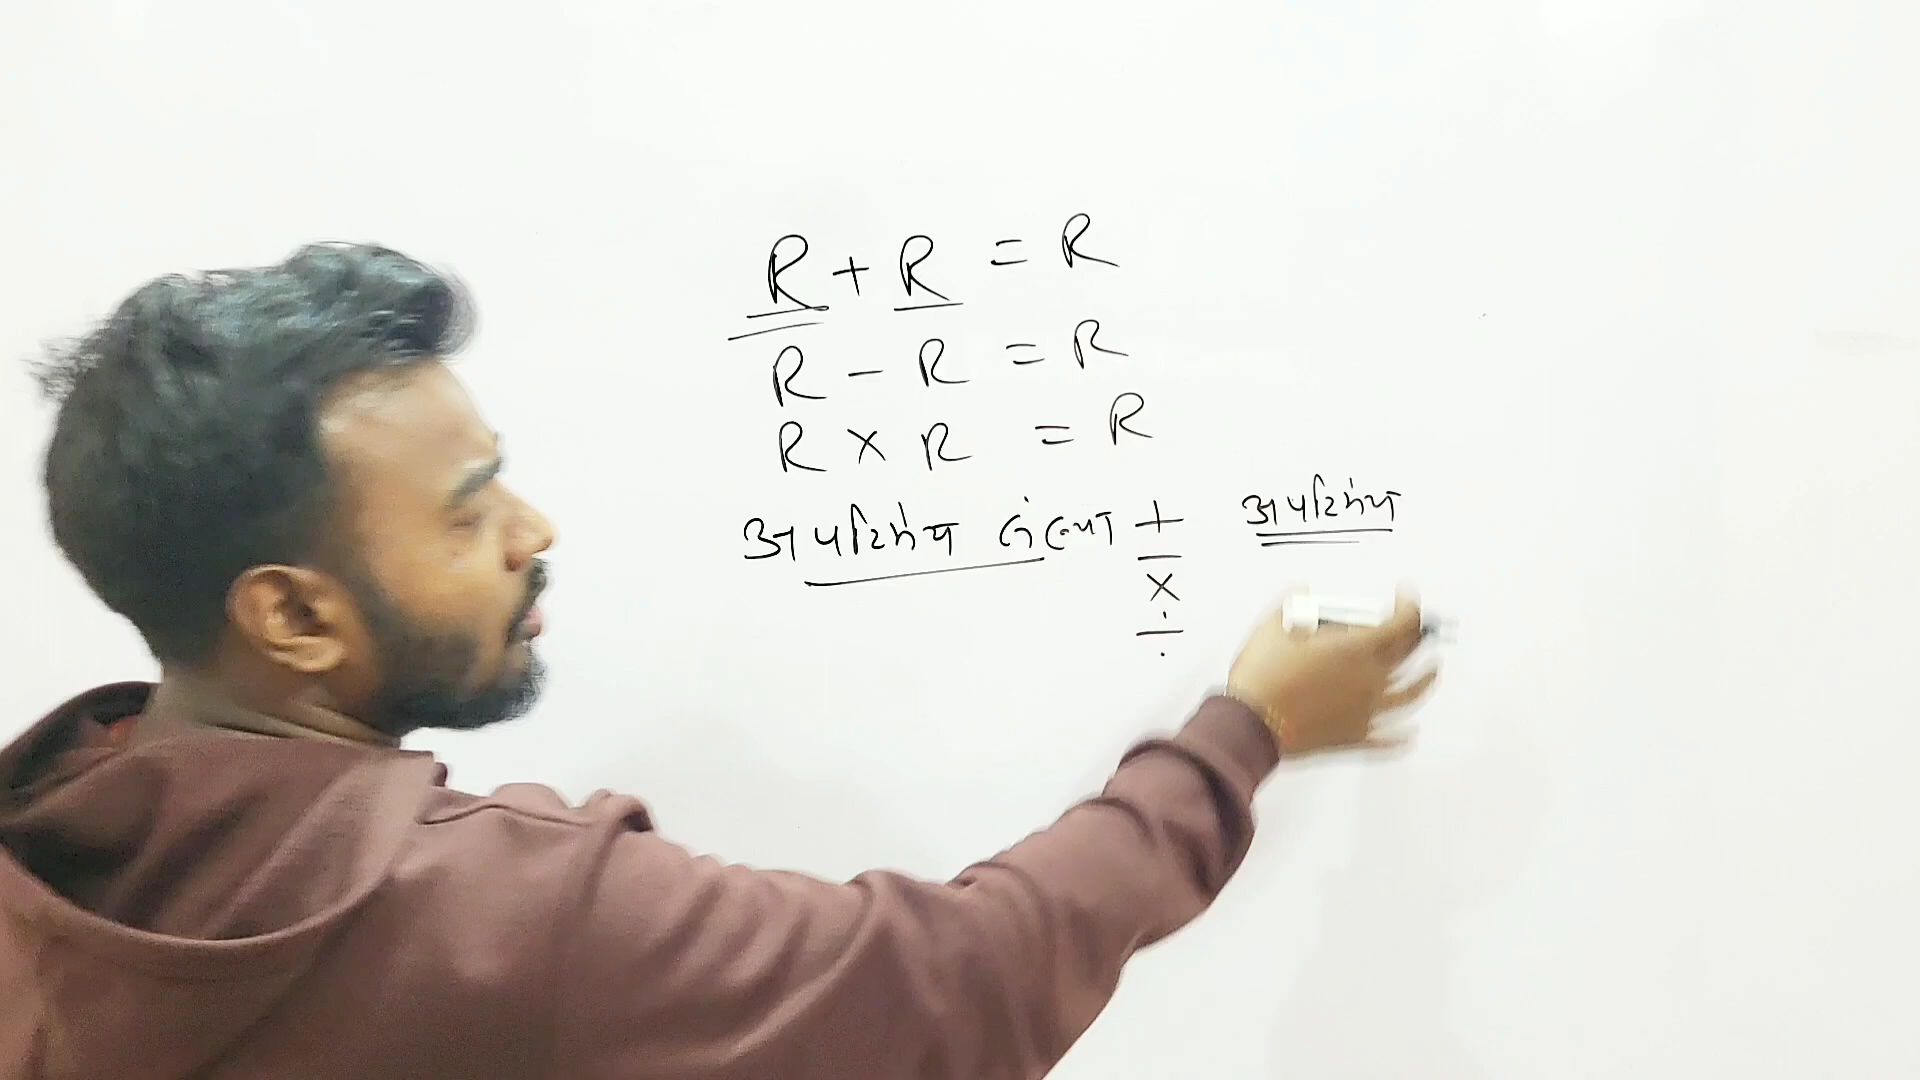 R + R = R
R - R = R
R × R = R
अपरिमेय संख्या + अपरिमेय
-
×
÷